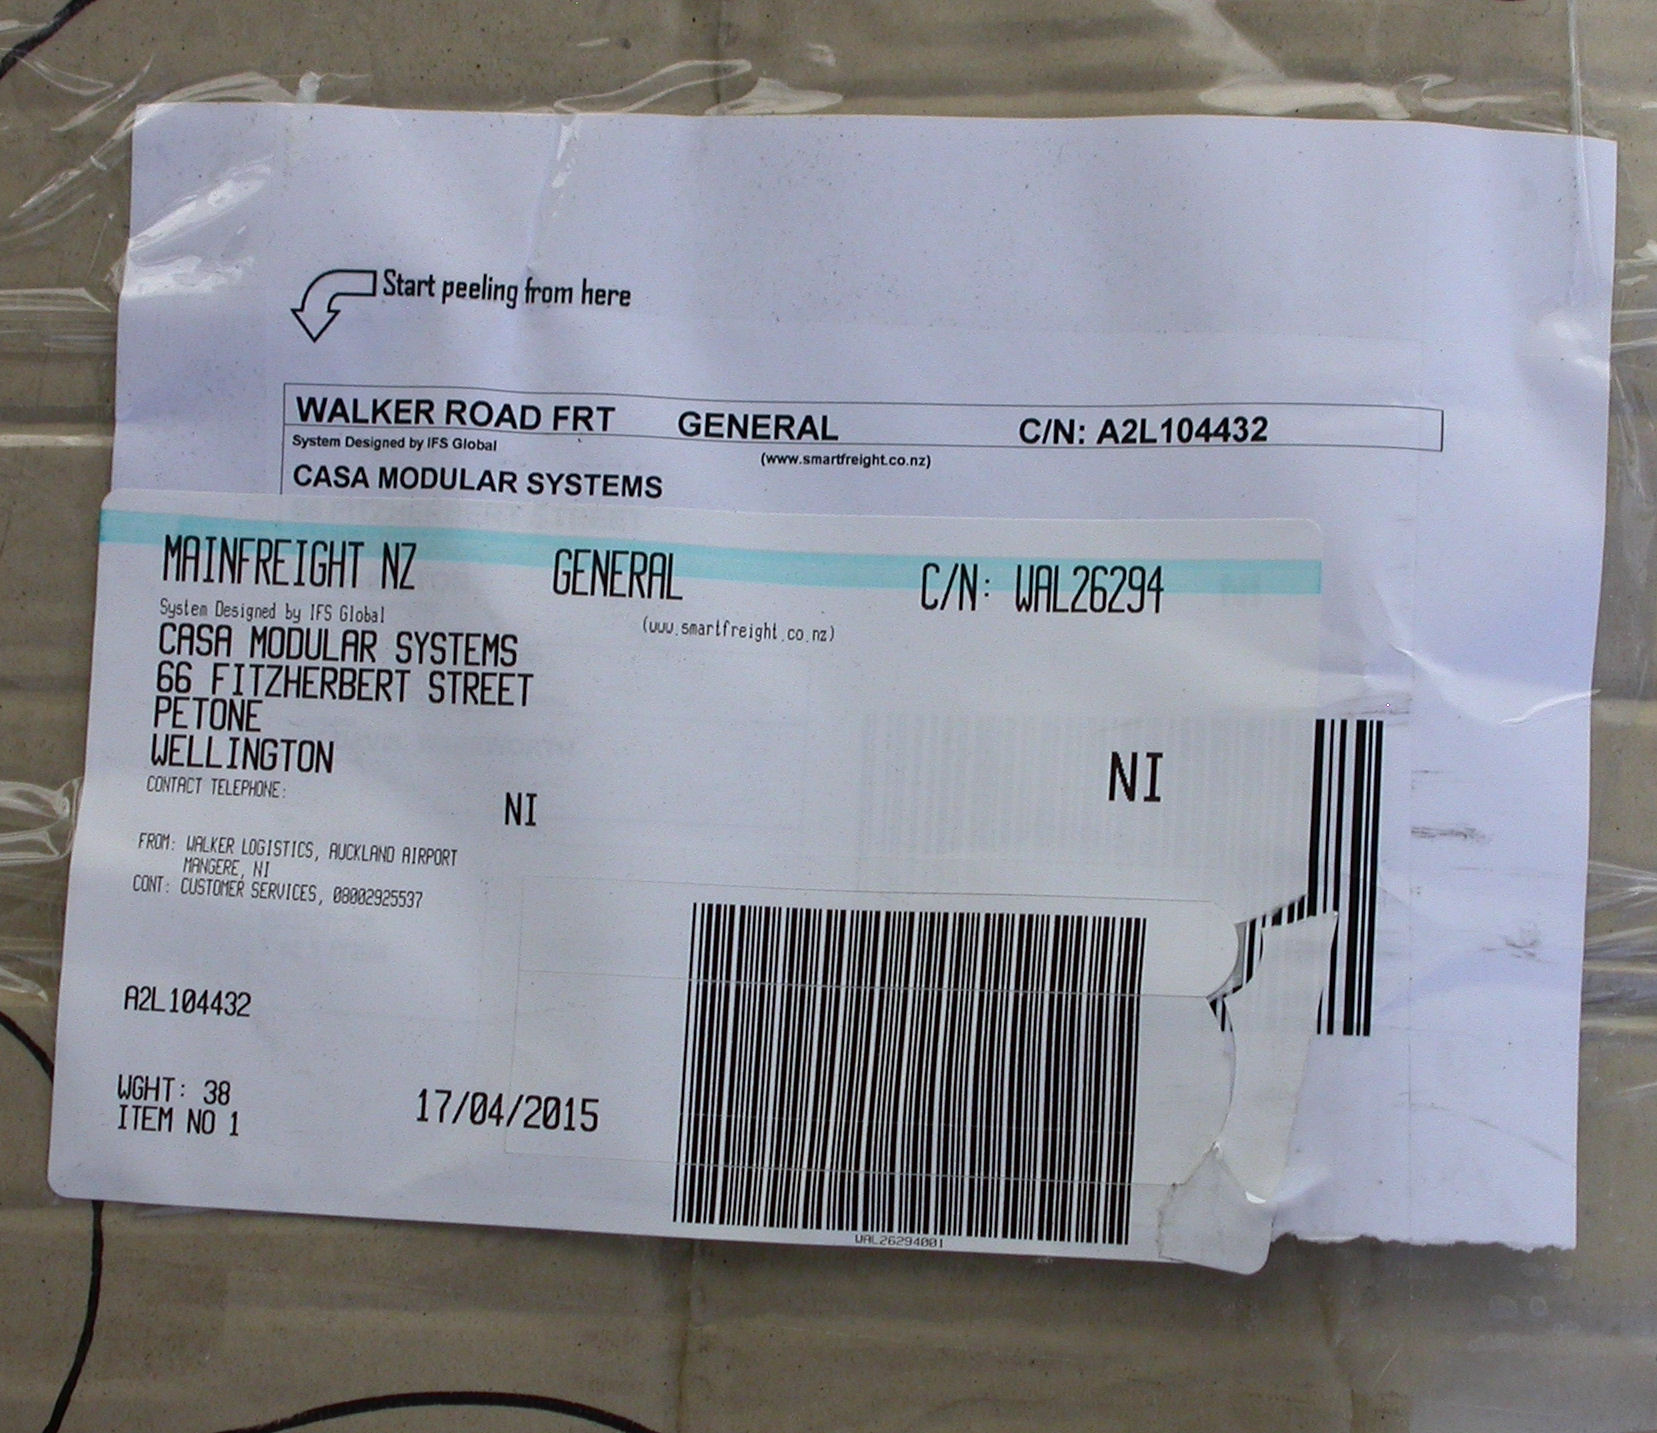 Start peeling from here
WALKER ROAD FRT GENERAL C/N: A2L104432
System Designed by IFS Global (www.smartfreight.co.nz)
CASA MODULAR SYSTEMS
MAINFREIGHT NZ GENERAL C/N: WAL26294
System Designed by IFS Global (www.smartfreight.co.nz)
CASA MODULAR SYSTEMS
66 FITZHERBERT STREET
PETONE
WELLINGTON
NI
CONTACT TELEPHONE:
NI
FROM: WALKER LOGISTICS, AUCKLAND AIRPORT
MANGERE, NI
CONT: CUSTOMER SERVICES, 08002925537
A2L104432
WGHT: 38
ITEM NO 1
17/04/2015
WAL26294001